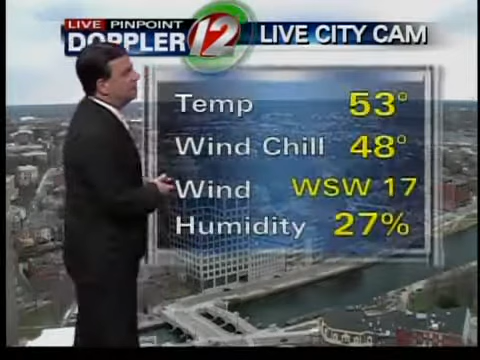 LIVE PINPOINT
DOPPLER 12 LIVE CITY CAM
Temp 53°
Wind Chill 48°
Wind WSW 17
Humidity 27%